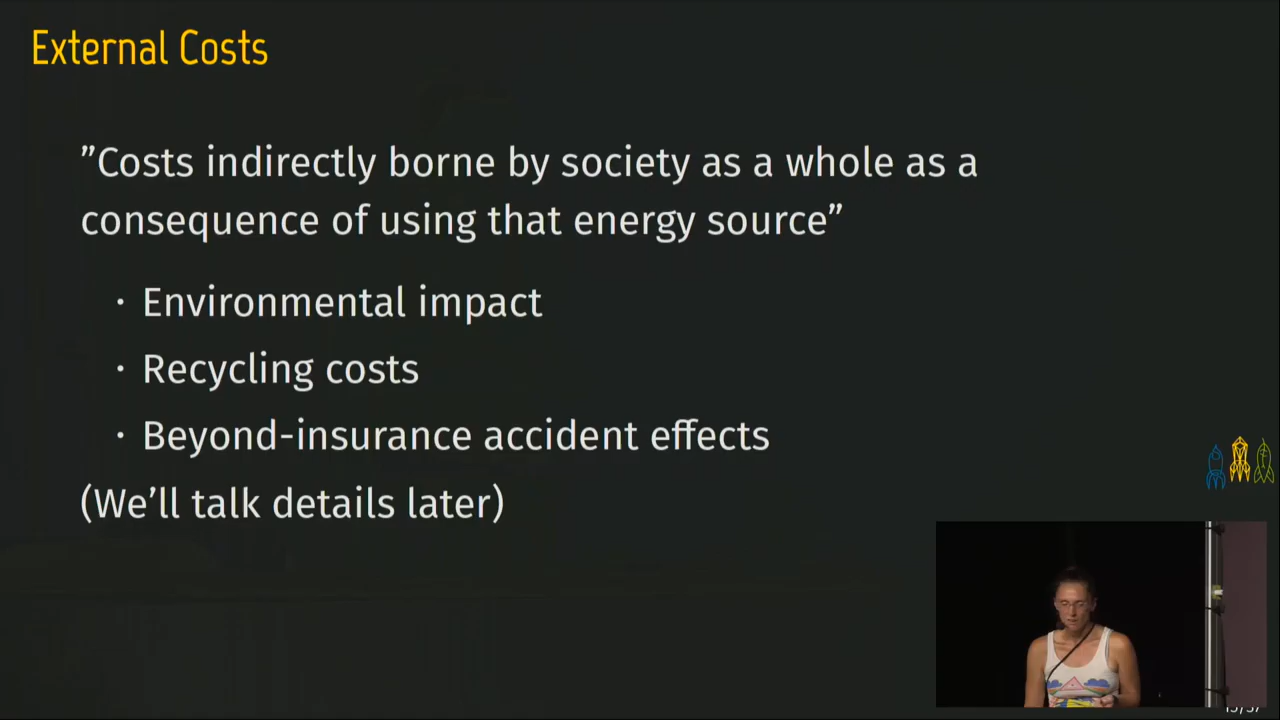 External Costs
”Costs indirectly borne by society as a whole as a
consequence of using that energy source”
· Environmental impact
· Recycling costs
· Beyond-insurance accident effects
(We’ll talk details later)